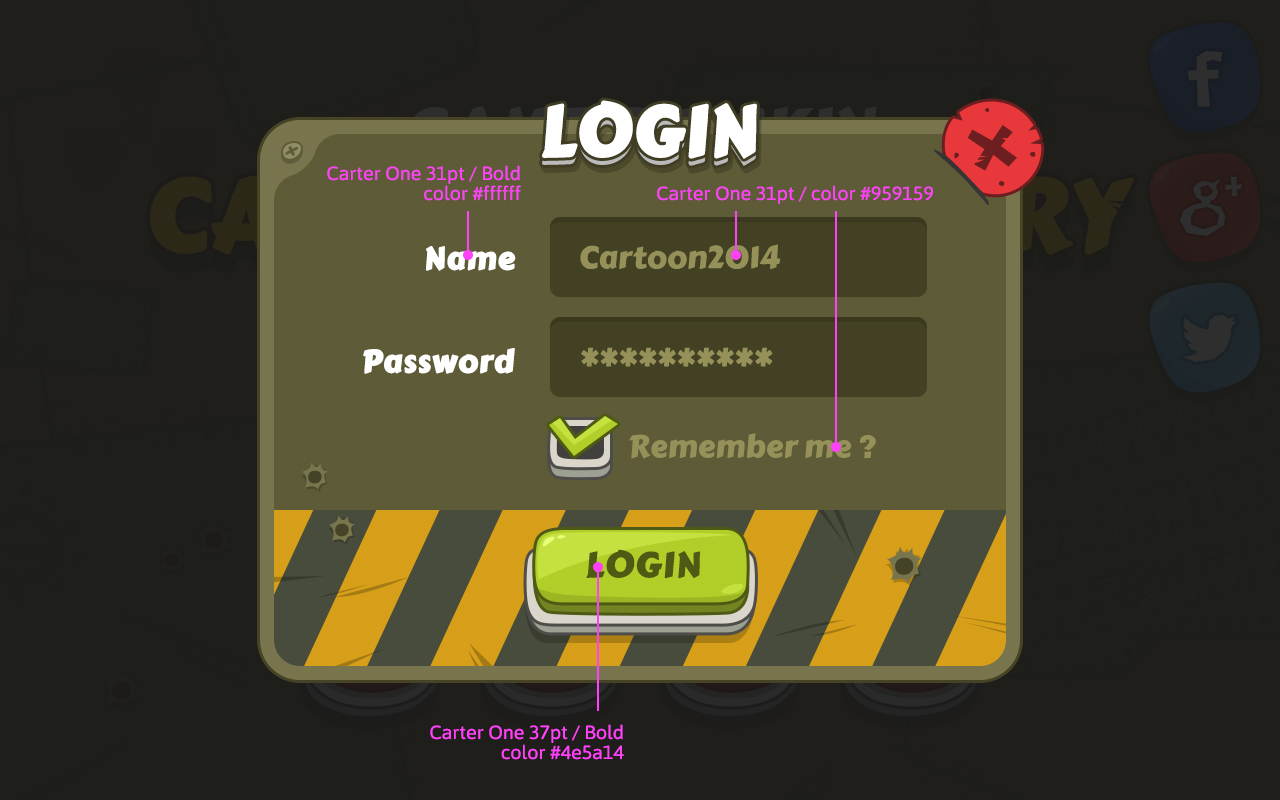 LOGIN
Carter One 31pt / Bold
color #ffffff
Carter One 31pt / color #959159
Name
Cartoon2014
Password
**********
Remember me ?
LOGIN
Carter One 37pt / Bold
color #4e5a14
f
g+